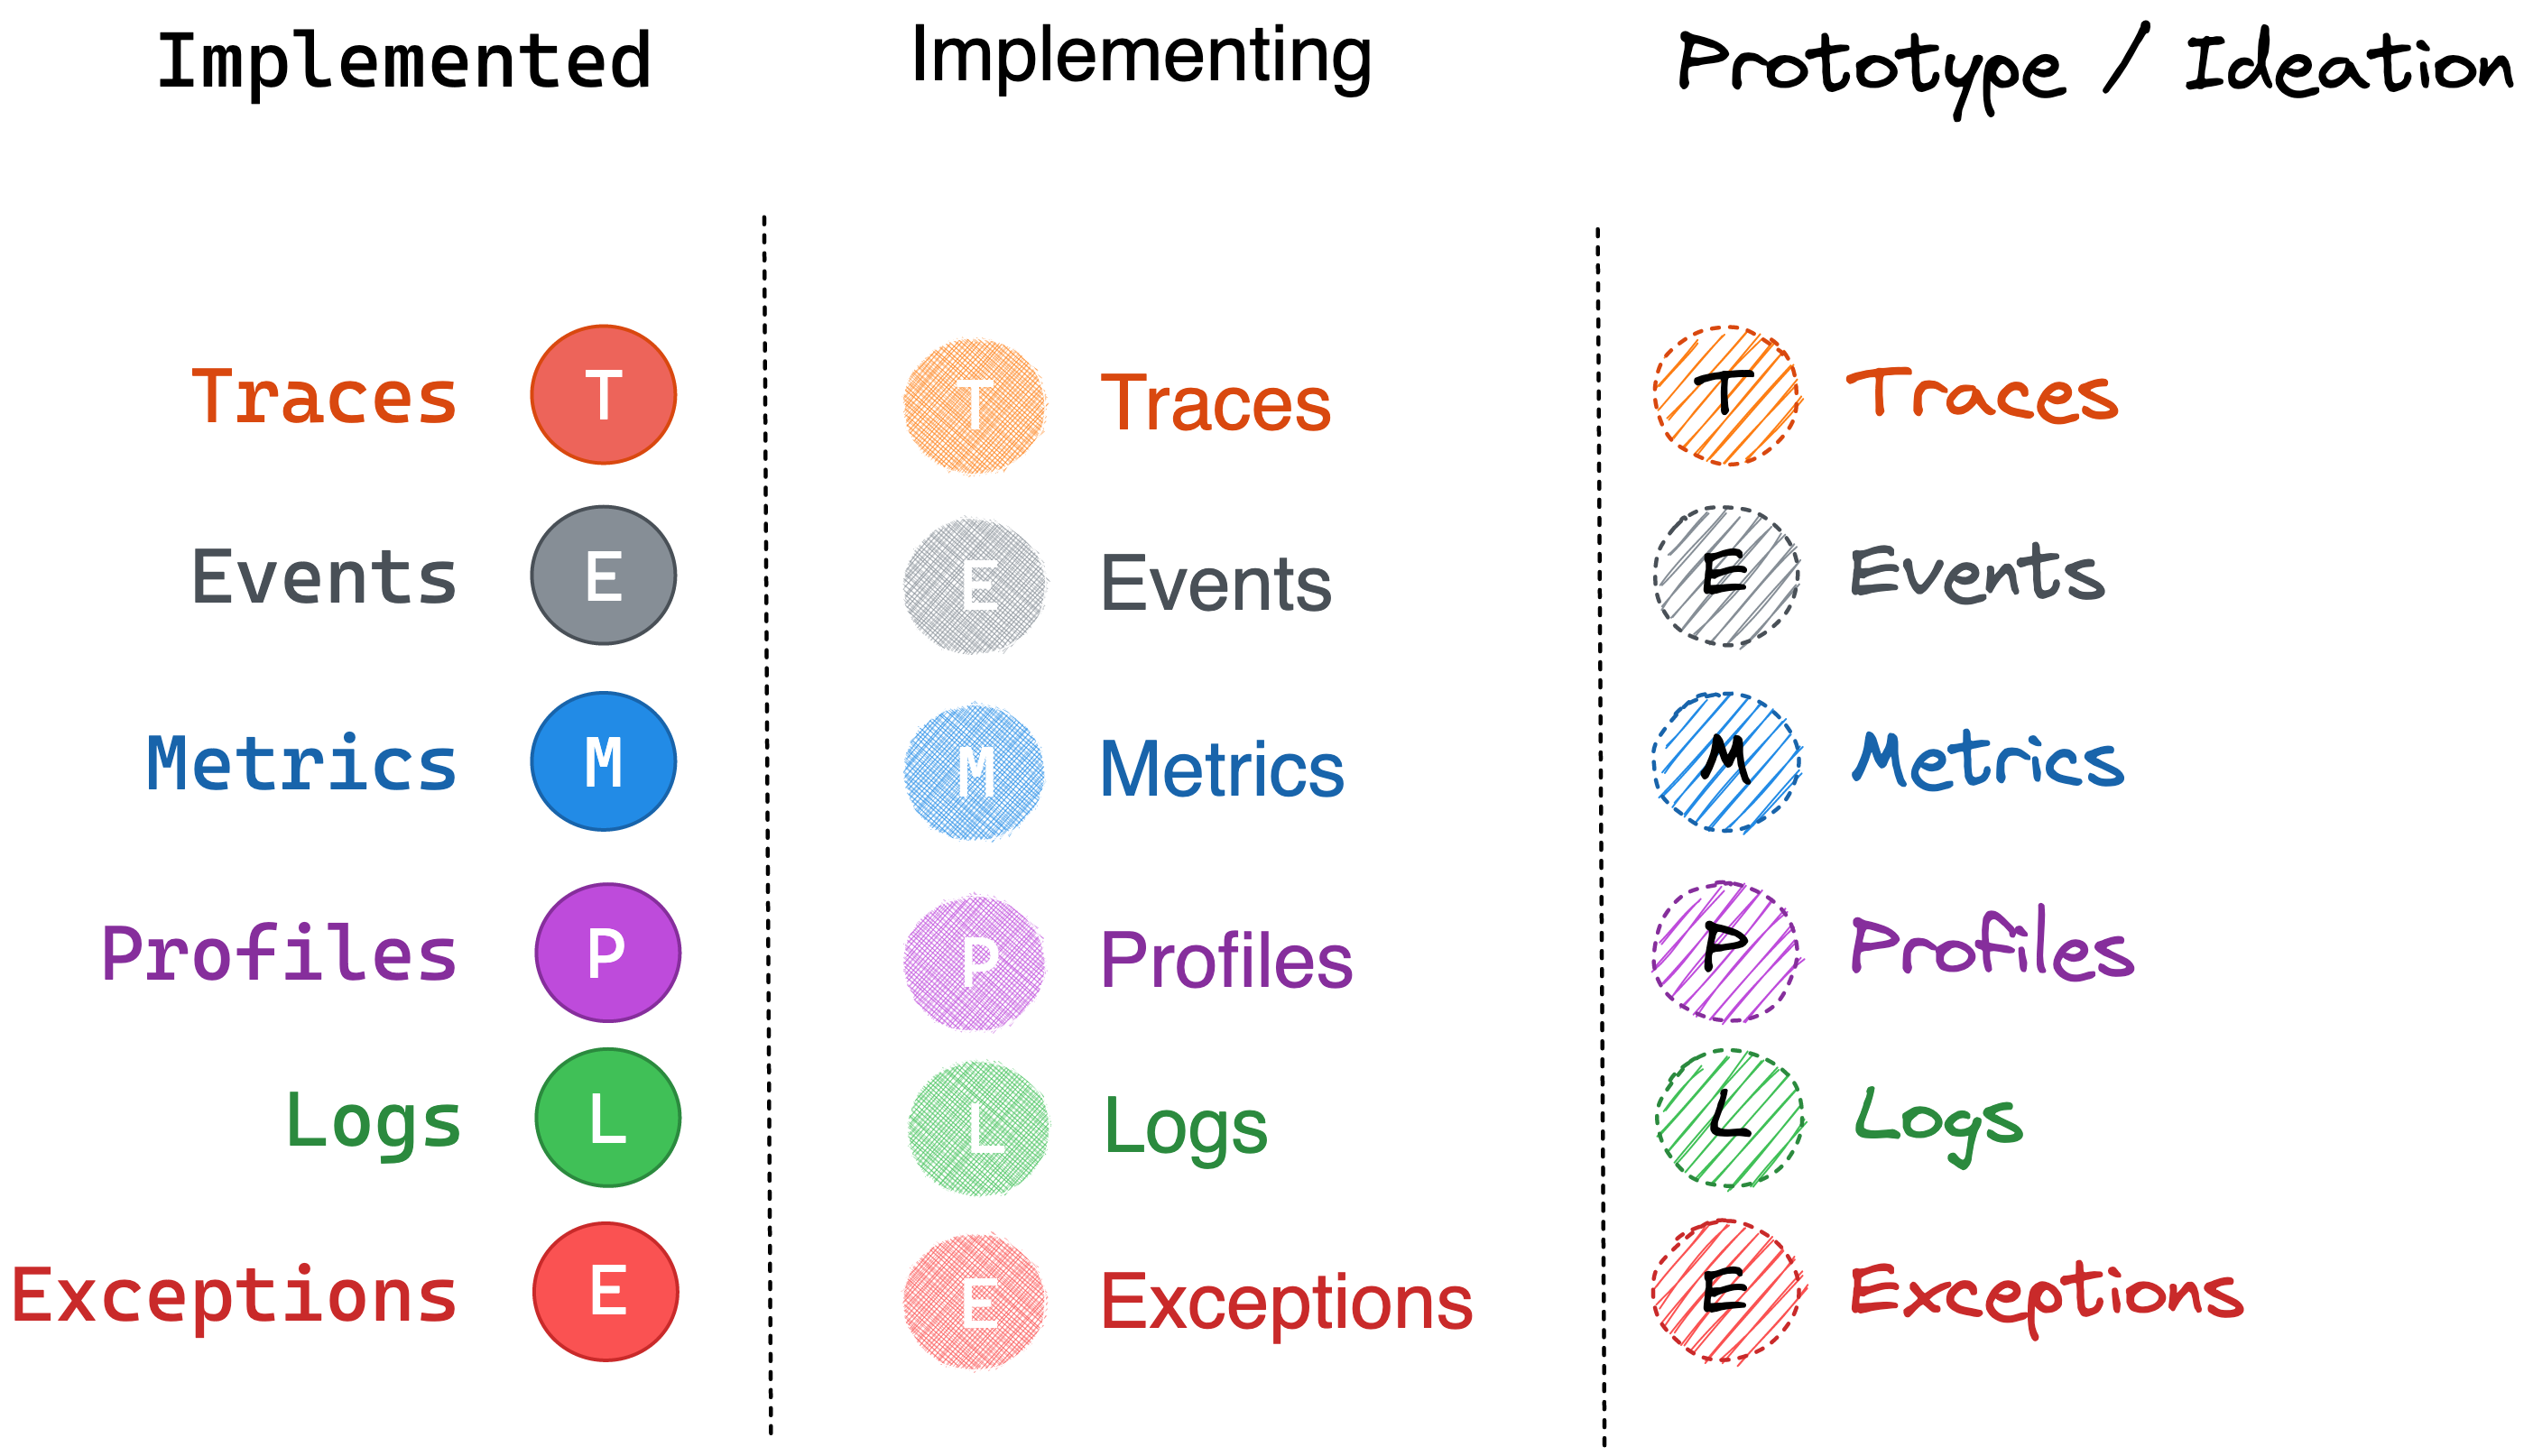 Implemented
Implementing
Prototype / Ideation
Traces T
T Traces
T Traces
Events E
E Events
E Events
Metrics M
M Metrics
M Metrics
Profiles P
P Profiles
P Profiles
Logs L
L Logs
L Logs
Exceptions E
E Exceptions
E Exceptions